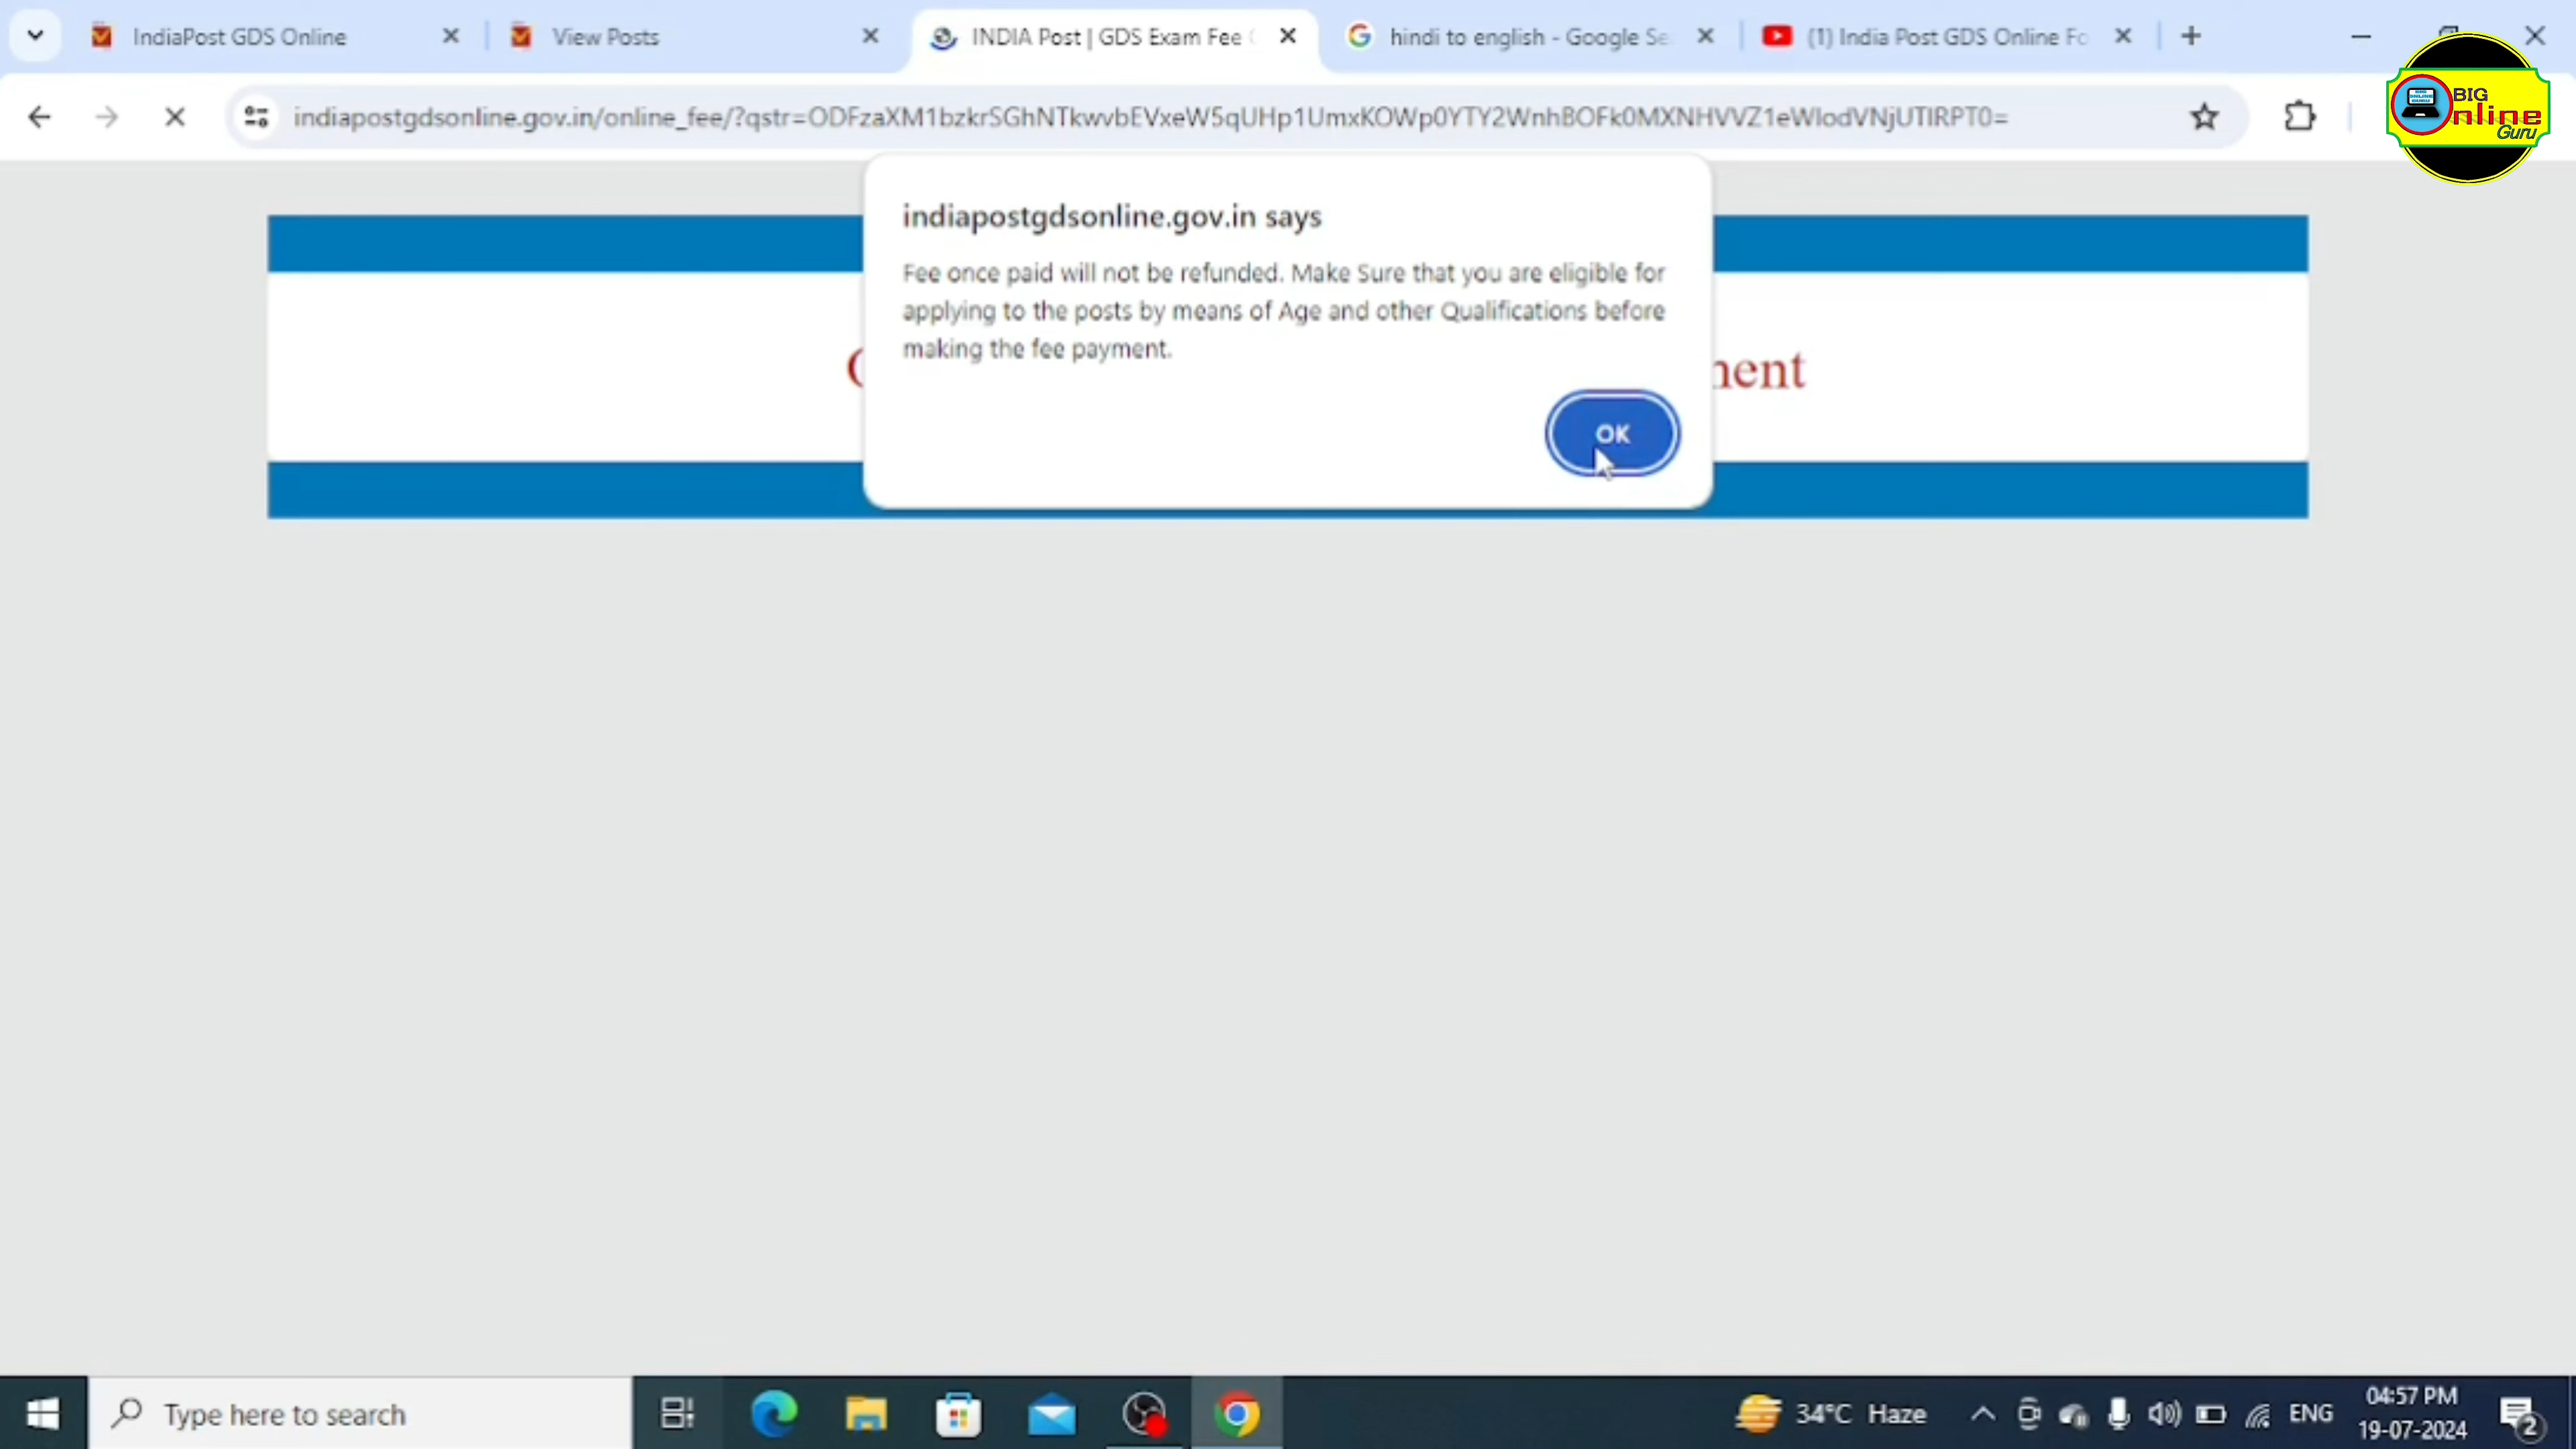 IndiaPost GDS Online
View Posts
INDIA Post | GDS Exam Fee
hindi to english - Google Se
(1) India Post GDS Online Fo
indiapostgdsonline.gov.in/online_fee/?qstr=ODFzaXM1bzkrSGhNTkwvbEVxeW5qUHp1UmxKOWp0YTY2WnhBOFk0MXNHVVZ1eWlodVNjUTlRPT0=
BIG
Online
Guru
indiapostgdsonline.gov.in says
Fee once paid will not be refunded. Make Sure that you are eligible for
applying to the posts by means of Age and other Qualifications before
making the fee payment.
OK
ment
Type here to search
34°C Haze
ENG
04:57 PM
19-07-2024
2